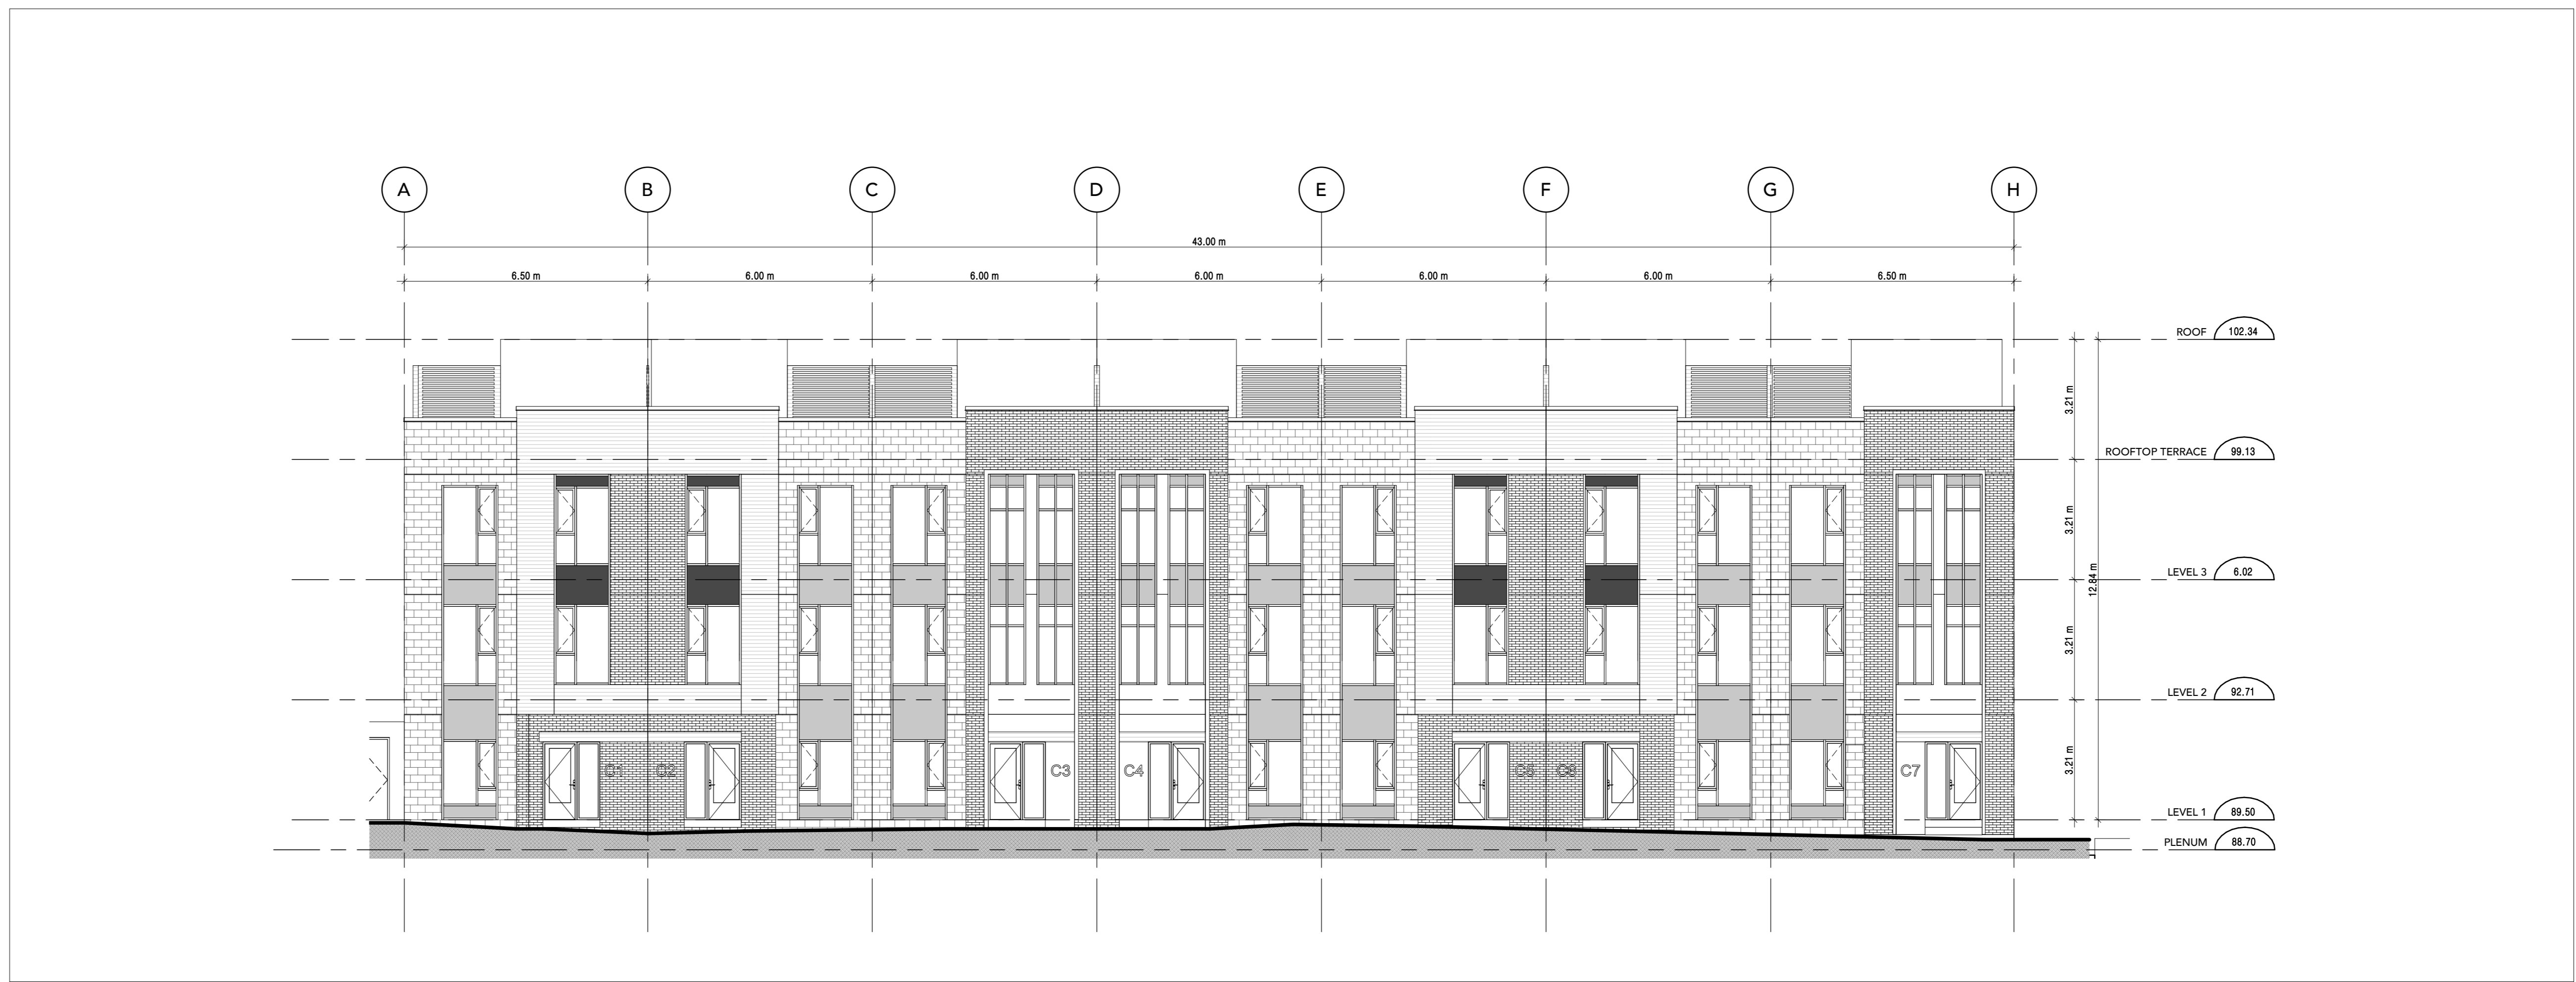 A B C D E F G H
43.00 m
6.50 m 6.00 m 6.00 m 6.00 m 6.00 m 6.00 m 6.50 m
ROOF 102.34
3.21 m
ROOFTOP TERRACE 99.13
3.21 m
LEVEL 3 6.02
12.84 m
3.21 m
LEVEL 2 92.71
3.21 m
C3 C4 C7
LEVEL 1 89.50
PLENUM 88.70